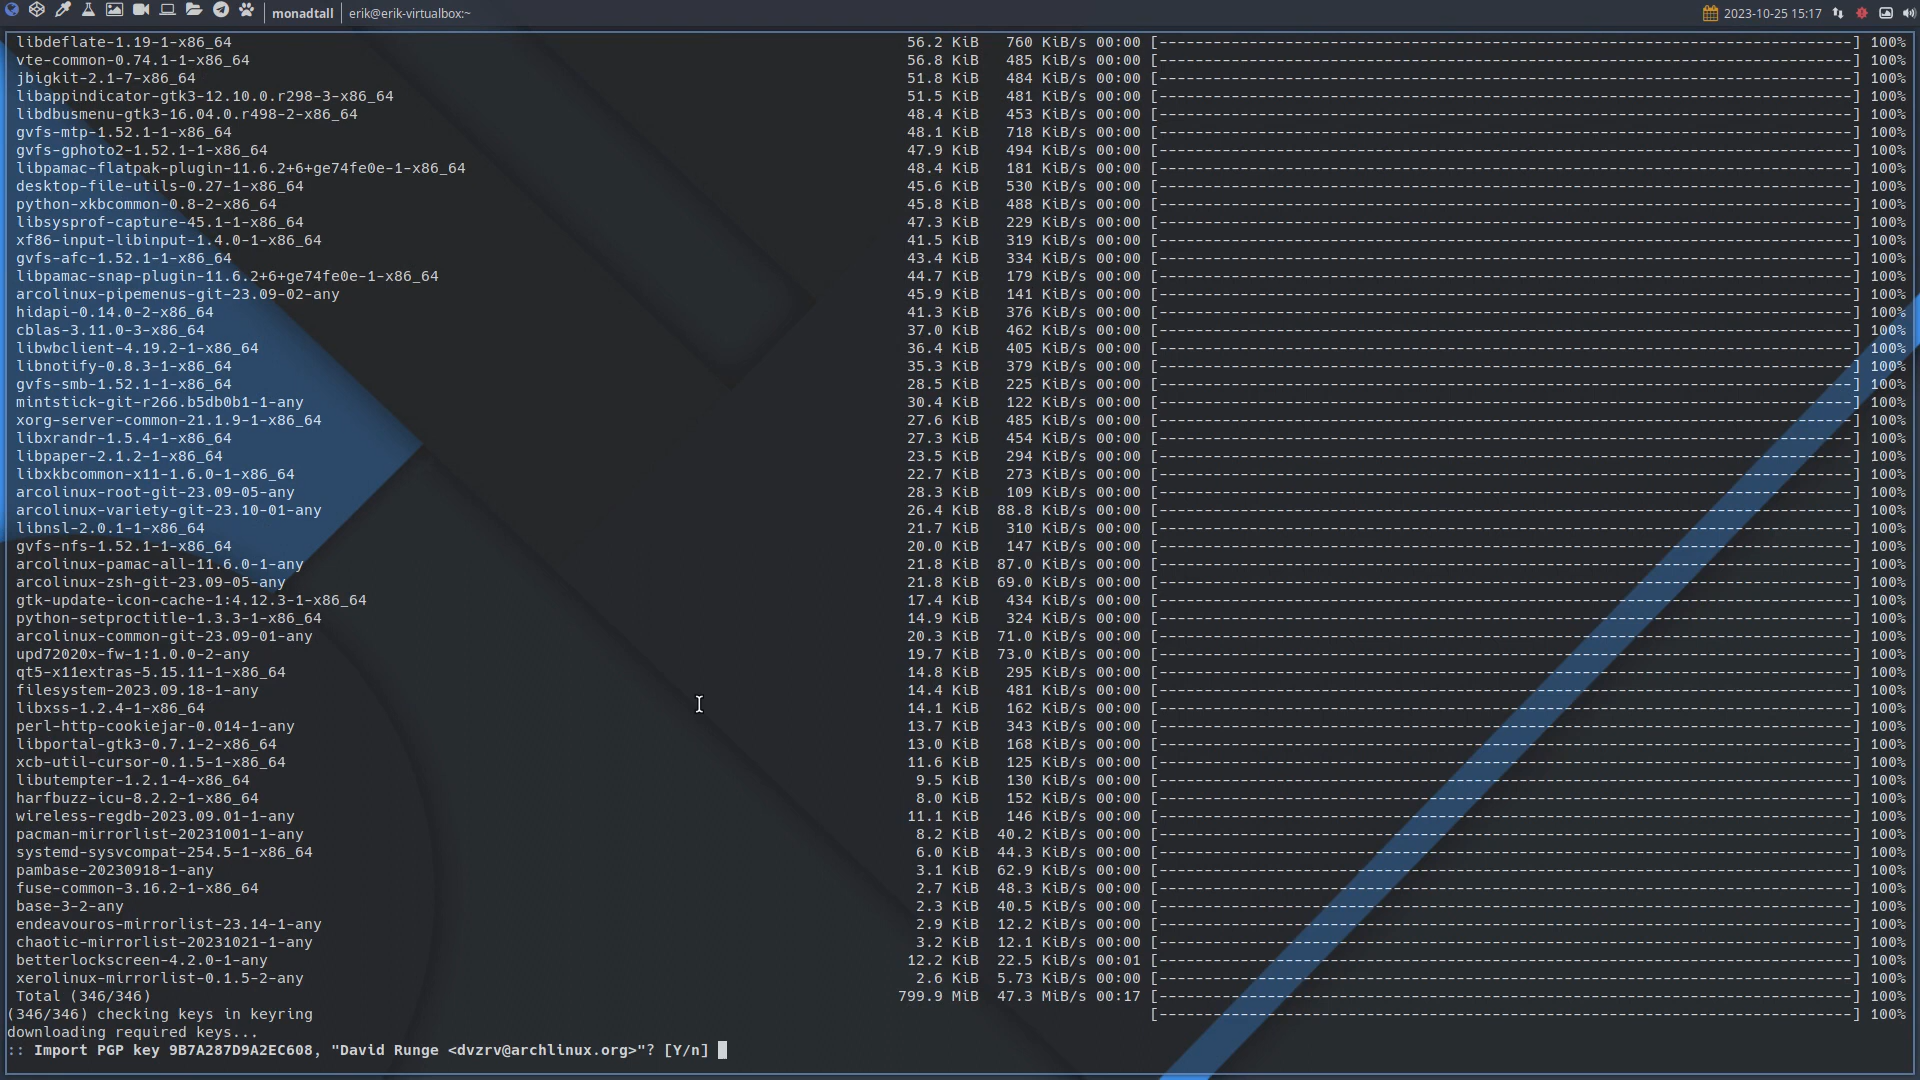 monadtall erik@erik-virtualbox:~ 2023-10-25 15:17
libdeflate-1.19-1-x86_64 56.2 KiB 760 KiB/s 00:00 [----------------------------------------------------------------------------] 100%
vte-common-0.74.1-1-x86_64 56.8 KiB 485 KiB/s 00:00 [----------------------------------------------------------------------------] 100%
jbigkit-2.1-7-x86_64 51.8 KiB 484 KiB/s 00:00 [----------------------------------------------------------------------------] 100%
libappindicator-gtk3-12.10.0.r298-3-x86_64 51.5 KiB 481 KiB/s 00:00 [----------------------------------------------------------------------------] 100%
libdbusmenu-gtk3-16.04.0.r498-2-x86_64 48.4 KiB 453 KiB/s 00:00 [----------------------------------------------------------------------------] 100%
gvfs-mtp-1.52.1-1-x86_64 48.1 KiB 718 KiB/s 00:00 [----------------------------------------------------------------------------] 100%
gvfs-gphoto2-1.52.1-1-x86_64 47.9 KiB 494 KiB/s 00:00 [----------------------------------------------------------------------------] 100%
libpamac-flatpak-plugin-11.6.2+6+ge74fe0e-1-x86_64 48.4 KiB 181 KiB/s 00:00 [----------------------------------------------------------------------------] 100%
desktop-file-utils-0.27-1-x86_64 45.6 KiB 530 KiB/s 00:00 [----------------------------------------------------------------------------] 100%
python-xkbcommon-0.8-2-x86_64 45.8 KiB 488 KiB/s 00:00 [----------------------------------------------------------------------------] 100%
libsysprof-capture-45.1-1-x86_64 47.3 KiB 229 KiB/s 00:00 [----------------------------------------------------------------------------] 100%
xf86-input-libinput-1.4.0-1-x86_64 41.5 KiB 319 KiB/s 00:00 [----------------------------------------------------------------------------] 100%
gvfs-afc-1.52.1-1-x86_64 43.4 KiB 334 KiB/s 00:00 [----------------------------------------------------------------------------] 100%
libpamac-snap-plugin-11.6.2+6+ge74fe0e-1-x86_64 44.7 KiB 179 KiB/s 00:00 [----------------------------------------------------------------------------] 100%
arcolinux-pipemenus-git-23.09-02-any 45.9 KiB 141 KiB/s 00:00 [----------------------------------------------------------------------------] 100%
hidapi-0.14.0-2-x86_64 41.3 KiB 376 KiB/s 00:00 [----------------------------------------------------------------------------] 100%
cblas-3.11.0-3-x86_64 37.0 KiB 462 KiB/s 00:00 [----------------------------------------------------------------------------] 100%
libwbclient-4.19.2-1-x86_64 36.4 KiB 405 KiB/s 00:00 [----------------------------------------------------------------------------] 100%
libnotify-0.8.3-1-x86_64 35.3 KiB 379 KiB/s 00:00 [----------------------------------------------------------------------------] 100%
gvfs-smb-1.52.1-1-x86_64 28.5 KiB 225 KiB/s 00:00 [----------------------------------------------------------------------------] 100%
mintstick-git-r266.b5db0b1-1-any 30.4 KiB 122 KiB/s 00:00 [----------------------------------------------------------------------------] 100%
xorg-server-common-21.1.9-1-x86_64 27.6 KiB 485 KiB/s 00:00 [----------------------------------------------------------------------------] 100%
libxrandr-1.5.4-1-x86_64 27.3 KiB 454 KiB/s 00:00 [----------------------------------------------------------------------------] 100%
libpaper-2.1.2-1-x86_64 23.5 KiB 294 KiB/s 00:00 [----------------------------------------------------------------------------] 100%
libxkbcommon-x11-1.6.0-1-x86_64 22.7 KiB 273 KiB/s 00:00 [----------------------------------------------------------------------------] 100%
arcolinux-root-git-23.09-05-any 28.3 KiB 109 KiB/s 00:00 [----------------------------------------------------------------------------] 100%
arcolinux-variety-git-23.10-01-any 26.4 KiB 88.8 KiB/s 00:00 [----------------------------------------------------------------------------] 100%
libnsl-2.0.1-1-x86_64 21.7 KiB 310 KiB/s 00:00 [----------------------------------------------------------------------------] 100%
gvfs-nfs-1.52.1-1-x86_64 20.0 KiB 147 KiB/s 00:00 [----------------------------------------------------------------------------] 100%
arcolinux-pamac-all-11.6.0-1-any 21.8 KiB 87.0 KiB/s 00:00 [----------------------------------------------------------------------------] 100%
arcolinux-zsh-git-23.09-05-any 21.8 KiB 69.0 KiB/s 00:00 [----------------------------------------------------------------------------] 100%
gtk-update-icon-cache-1:4.12.3-1-x86_64 17.4 KiB 434 KiB/s 00:00 [----------------------------------------------------------------------------] 100%
python-setproctitle-1.3.3-1-x86_64 14.9 KiB 324 KiB/s 00:00 [----------------------------------------------------------------------------] 100%
arcolinux-common-git-23.09-01-any 20.3 KiB 71.0 KiB/s 00:00 [----------------------------------------------------------------------------] 100%
upd72020x-fw-1:1.0.0-2-any 19.7 KiB 73.0 KiB/s 00:00 [----------------------------------------------------------------------------] 100%
qt5-x11extras-5.15.11-1-x86_64 14.8 KiB 295 KiB/s 00:00 [----------------------------------------------------------------------------] 100%
filesystem-2023.09.18-1-any 14.4 KiB 481 KiB/s 00:00 [----------------------------------------------------------------------------] 100%
libxss-1.2.4-1-x86_64 14.1 KiB 162 KiB/s 00:00 [----------------------------------------------------------------------------] 100%
perl-http-cookiejar-0.014-1-any 13.7 KiB 343 KiB/s 00:00 [----------------------------------------------------------------------------] 100%
libportal-gtk3-0.7.1-2-x86_64 13.0 KiB 168 KiB/s 00:00 [----------------------------------------------------------------------------] 100%
xcb-util-cursor-0.1.5-1-x86_64 11.6 KiB 125 KiB/s 00:00 [----------------------------------------------------------------------------] 100%
libutempter-1.2.1-4-x86_64 9.5 KiB 130 KiB/s 00:00 [----------------------------------------------------------------------------] 100%
harfbuzz-icu-8.2.2-1-x86_64 8.0 KiB 152 KiB/s 00:00 [----------------------------------------------------------------------------] 100%
wireless-regdb-2023.09.01-1-any 11.1 KiB 146 KiB/s 00:00 [----------------------------------------------------------------------------] 100%
pacman-mirrorlist-20231001-1-any 8.2 KiB 40.2 KiB/s 00:00 [----------------------------------------------------------------------------] 100%
systemd-sysvcompat-254.5-1-x86_64 6.0 KiB 44.3 KiB/s 00:00 [----------------------------------------------------------------------------] 100%
pambase-20230918-1-any 3.1 KiB 62.9 KiB/s 00:00 [----------------------------------------------------------------------------] 100%
fuse-common-3.16.2-1-x86_64 2.7 KiB 48.3 KiB/s 00:00 [----------------------------------------------------------------------------] 100%
base-3-2-any 2.3 KiB 40.5 KiB/s 00:00 [----------------------------------------------------------------------------] 100%
endeavouros-mirrorlist-23.14-1-any 2.9 KiB 12.2 KiB/s 00:00 [----------------------------------------------------------------------------] 100%
chaotic-mirrorlist-20231021-1-any 3.2 KiB 12.1 KiB/s 00:00 [----------------------------------------------------------------------------] 100%
betterlockscreen-4.2.0-1-any 12.2 KiB 22.5 KiB/s 00:01 [----------------------------------------------------------------------------] 100%
xerolinux-mirrorlist-0.1.5-2-any 2.6 KiB 5.73 KiB/s 00:00 [----------------------------------------------------------------------------] 100%
Total (346/346) 799.9 MiB 47.3 MiB/s 00:17 [----------------------------------------------------------------------------] 100%
(346/346) checking keys in keyring [----------------------------------------------------------------------------] 100%
downloading required keys...
:: Import PGP key 9B7A287D9A2EC608, "David Runge <dvzrv@archlinux.org>"? [Y/n]